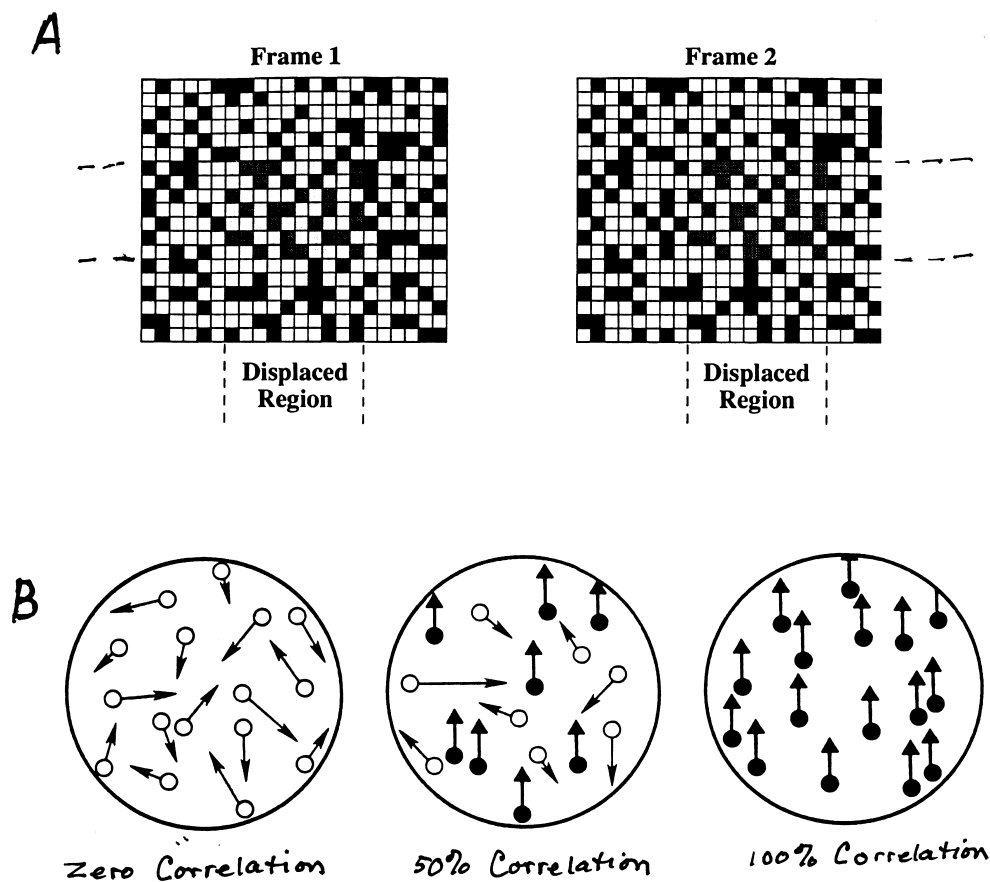 A
Frame 1
Frame 2
Displaced
Region
Displaced
Region
B
Zero Correlation
50% Correlation
100% Correlation